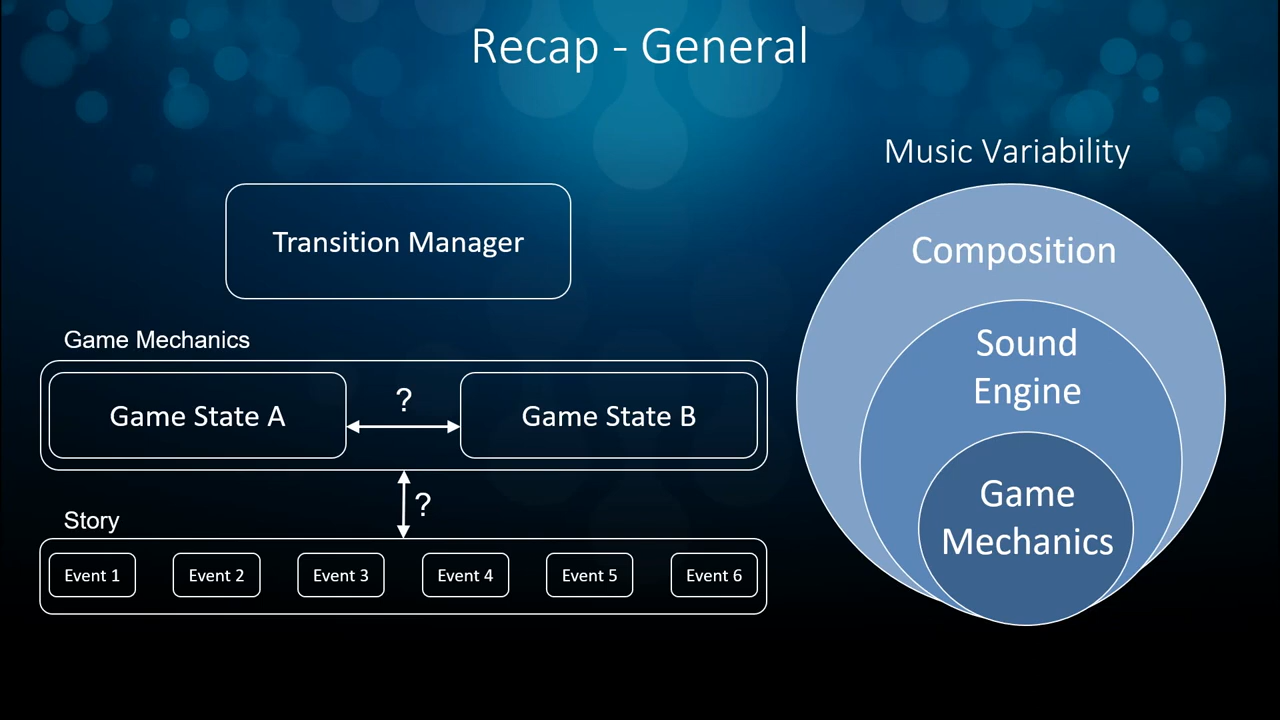 Recap - General
Transition Manager
Game Mechanics
Game State A
?
Game State B
?
Story
Event 1
Event 2
Event 3
Event 4
Event 5
Event 6
Music Variability
Composition
Sound
Engine
Game
Mechanics